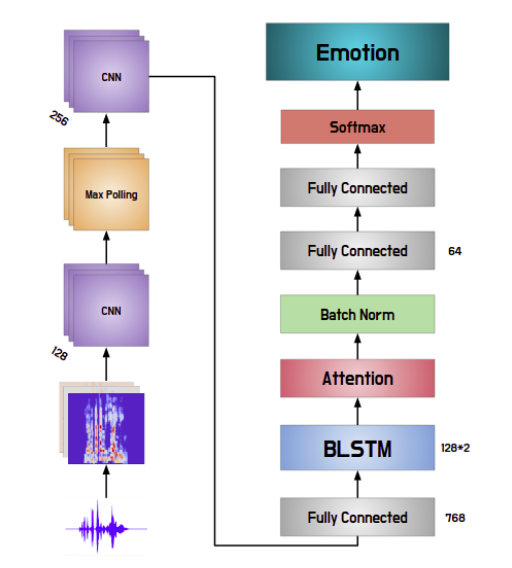 CNN
256
Max Polling
CNN
128
Emotion
Softmax
Fully Connected
Fully Connected
64
Batch Norm
Attention
BLSTM
128*2
Fully Connected
768